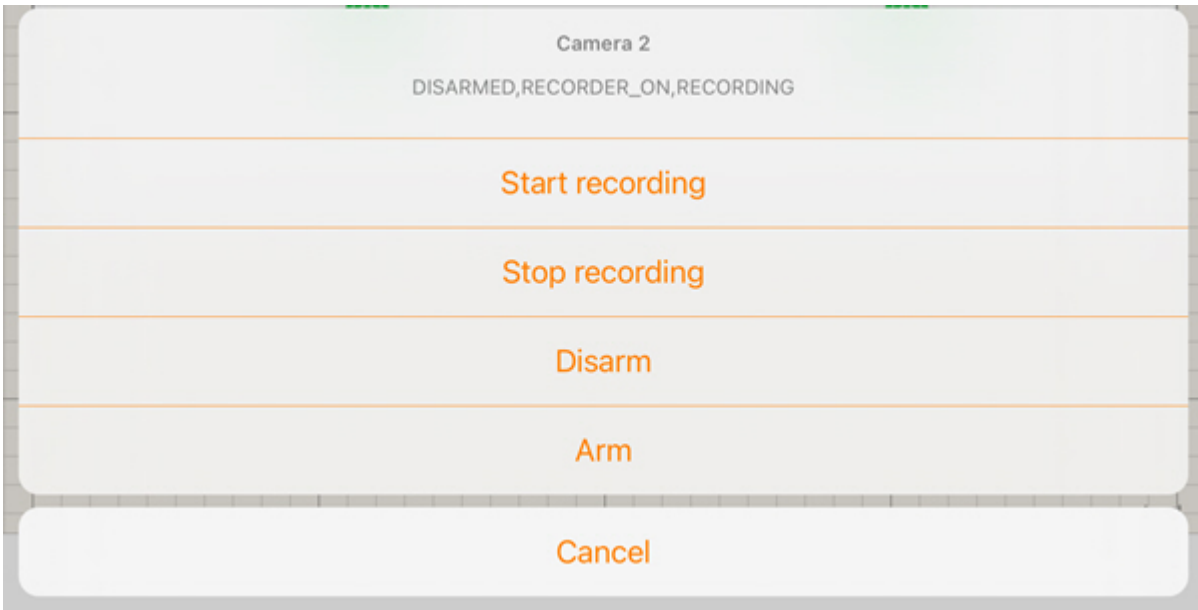 Camera 2
DISARMED,RECORDER_ON,RECORDING
Start recording
Stop recording
Disarm
Arm
Cancel